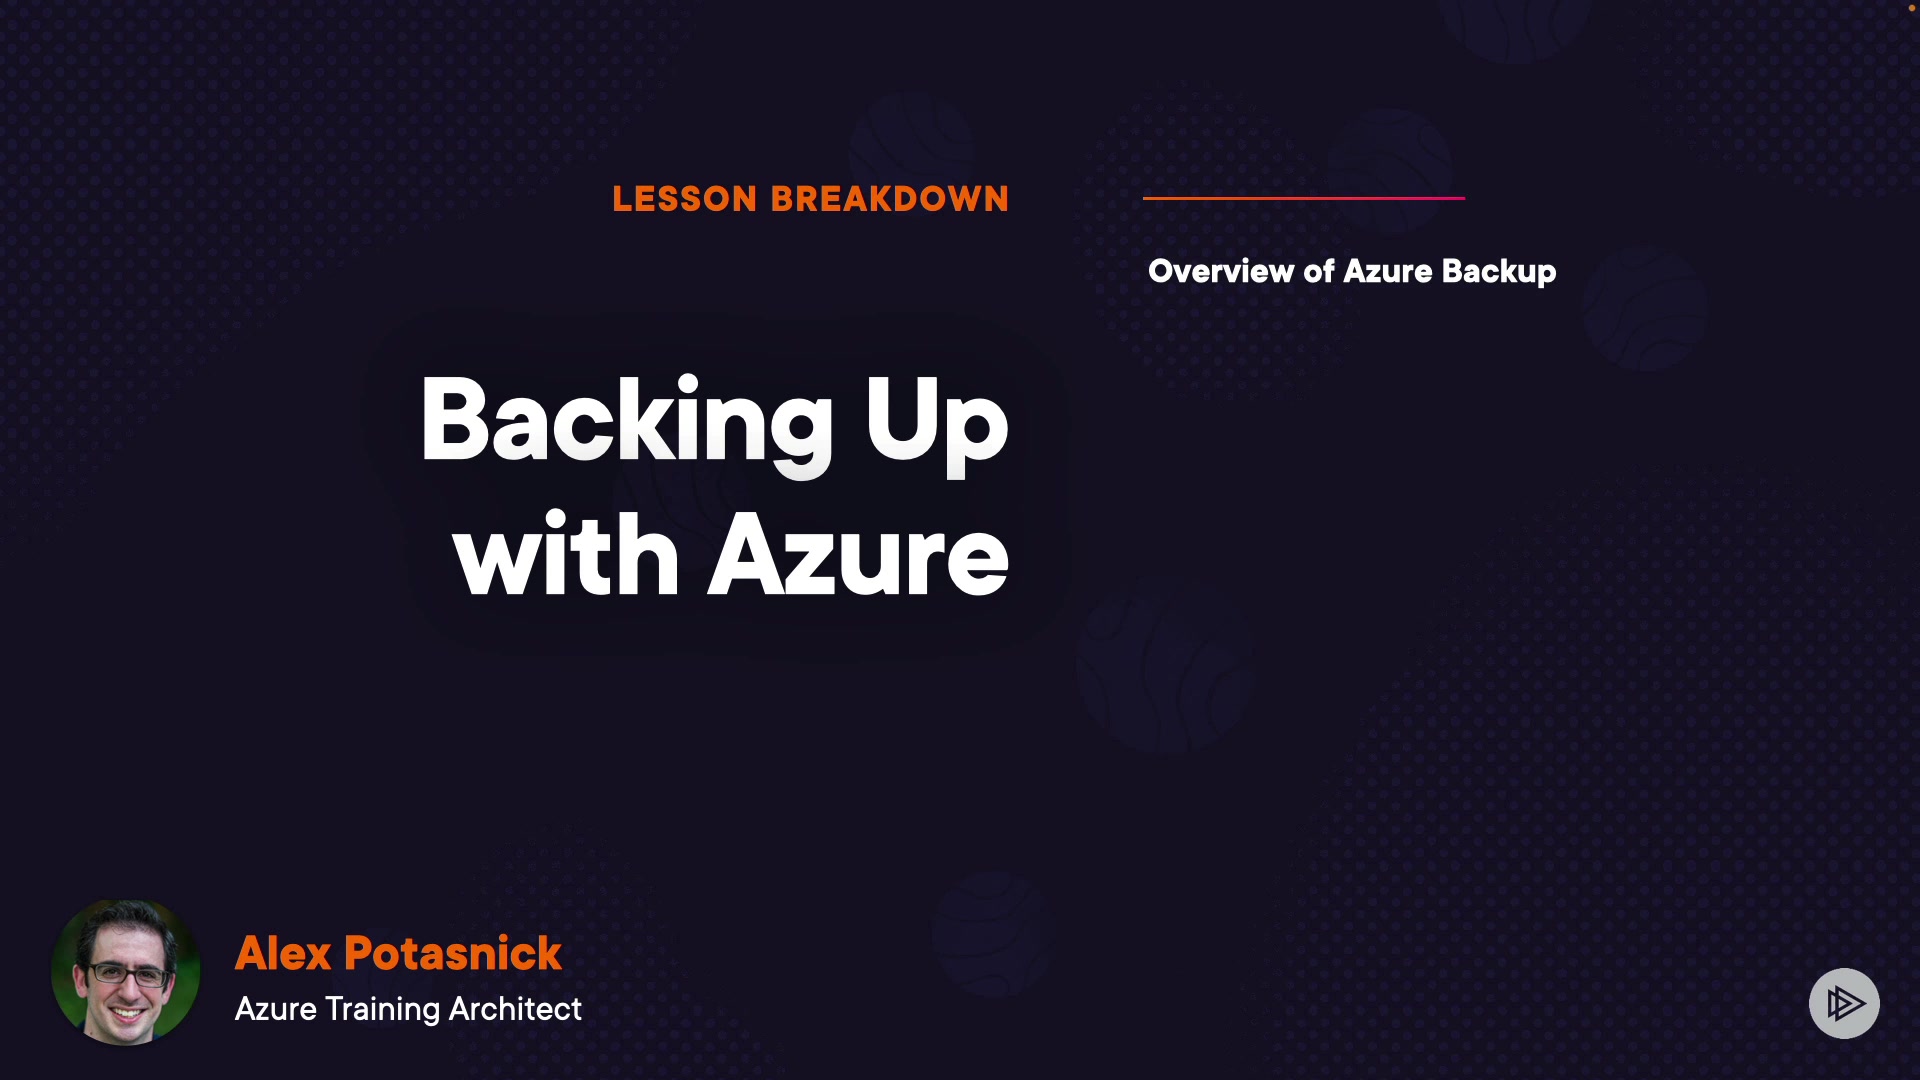 LESSON BREAKDOWN
Backing Up
with Azure
Overview of Azure Backup
Alex Potasnick
Azure Training Architect